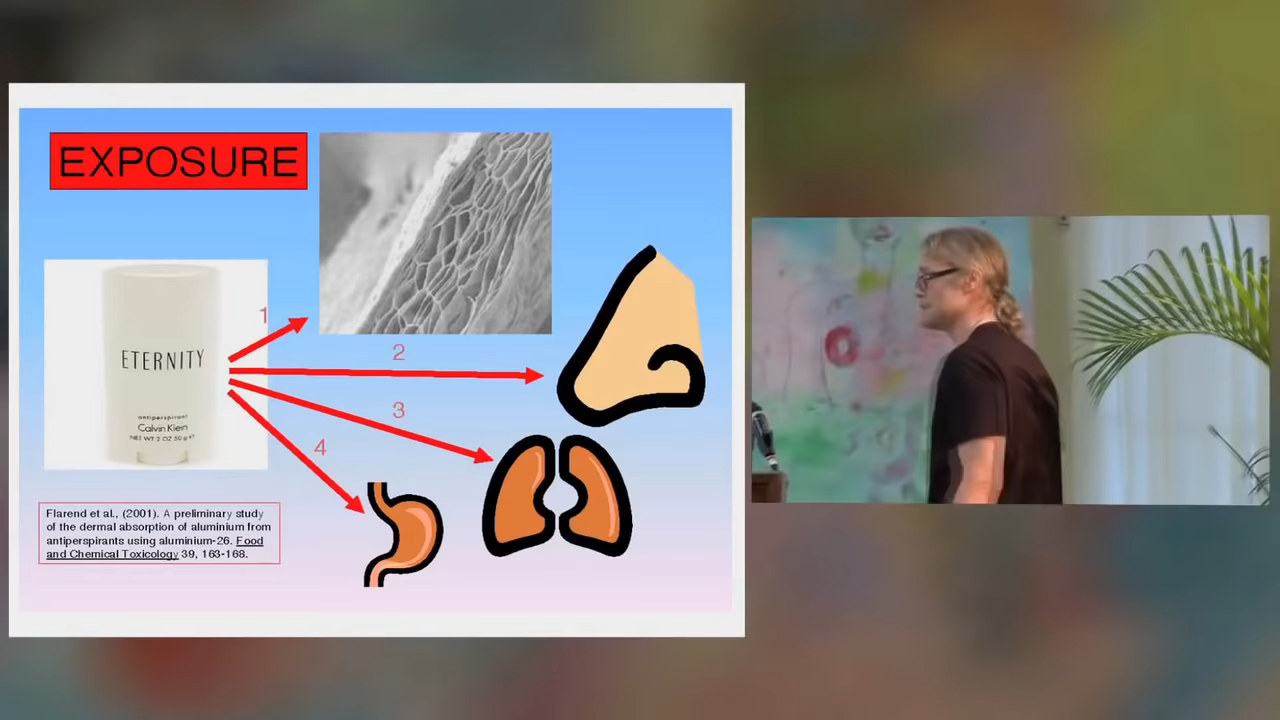 EXPOSURE
1
2
3
4
ETERNITY
antiperspirant
Calvin Klein
NET WT 2 OZ 50 g ℮
Flarend et al., (2001). A preliminary study
of the dermal absorption of aluminium from
antiperspirants using aluminium-26. Food
and Chemical Toxicology 39, 163-168.